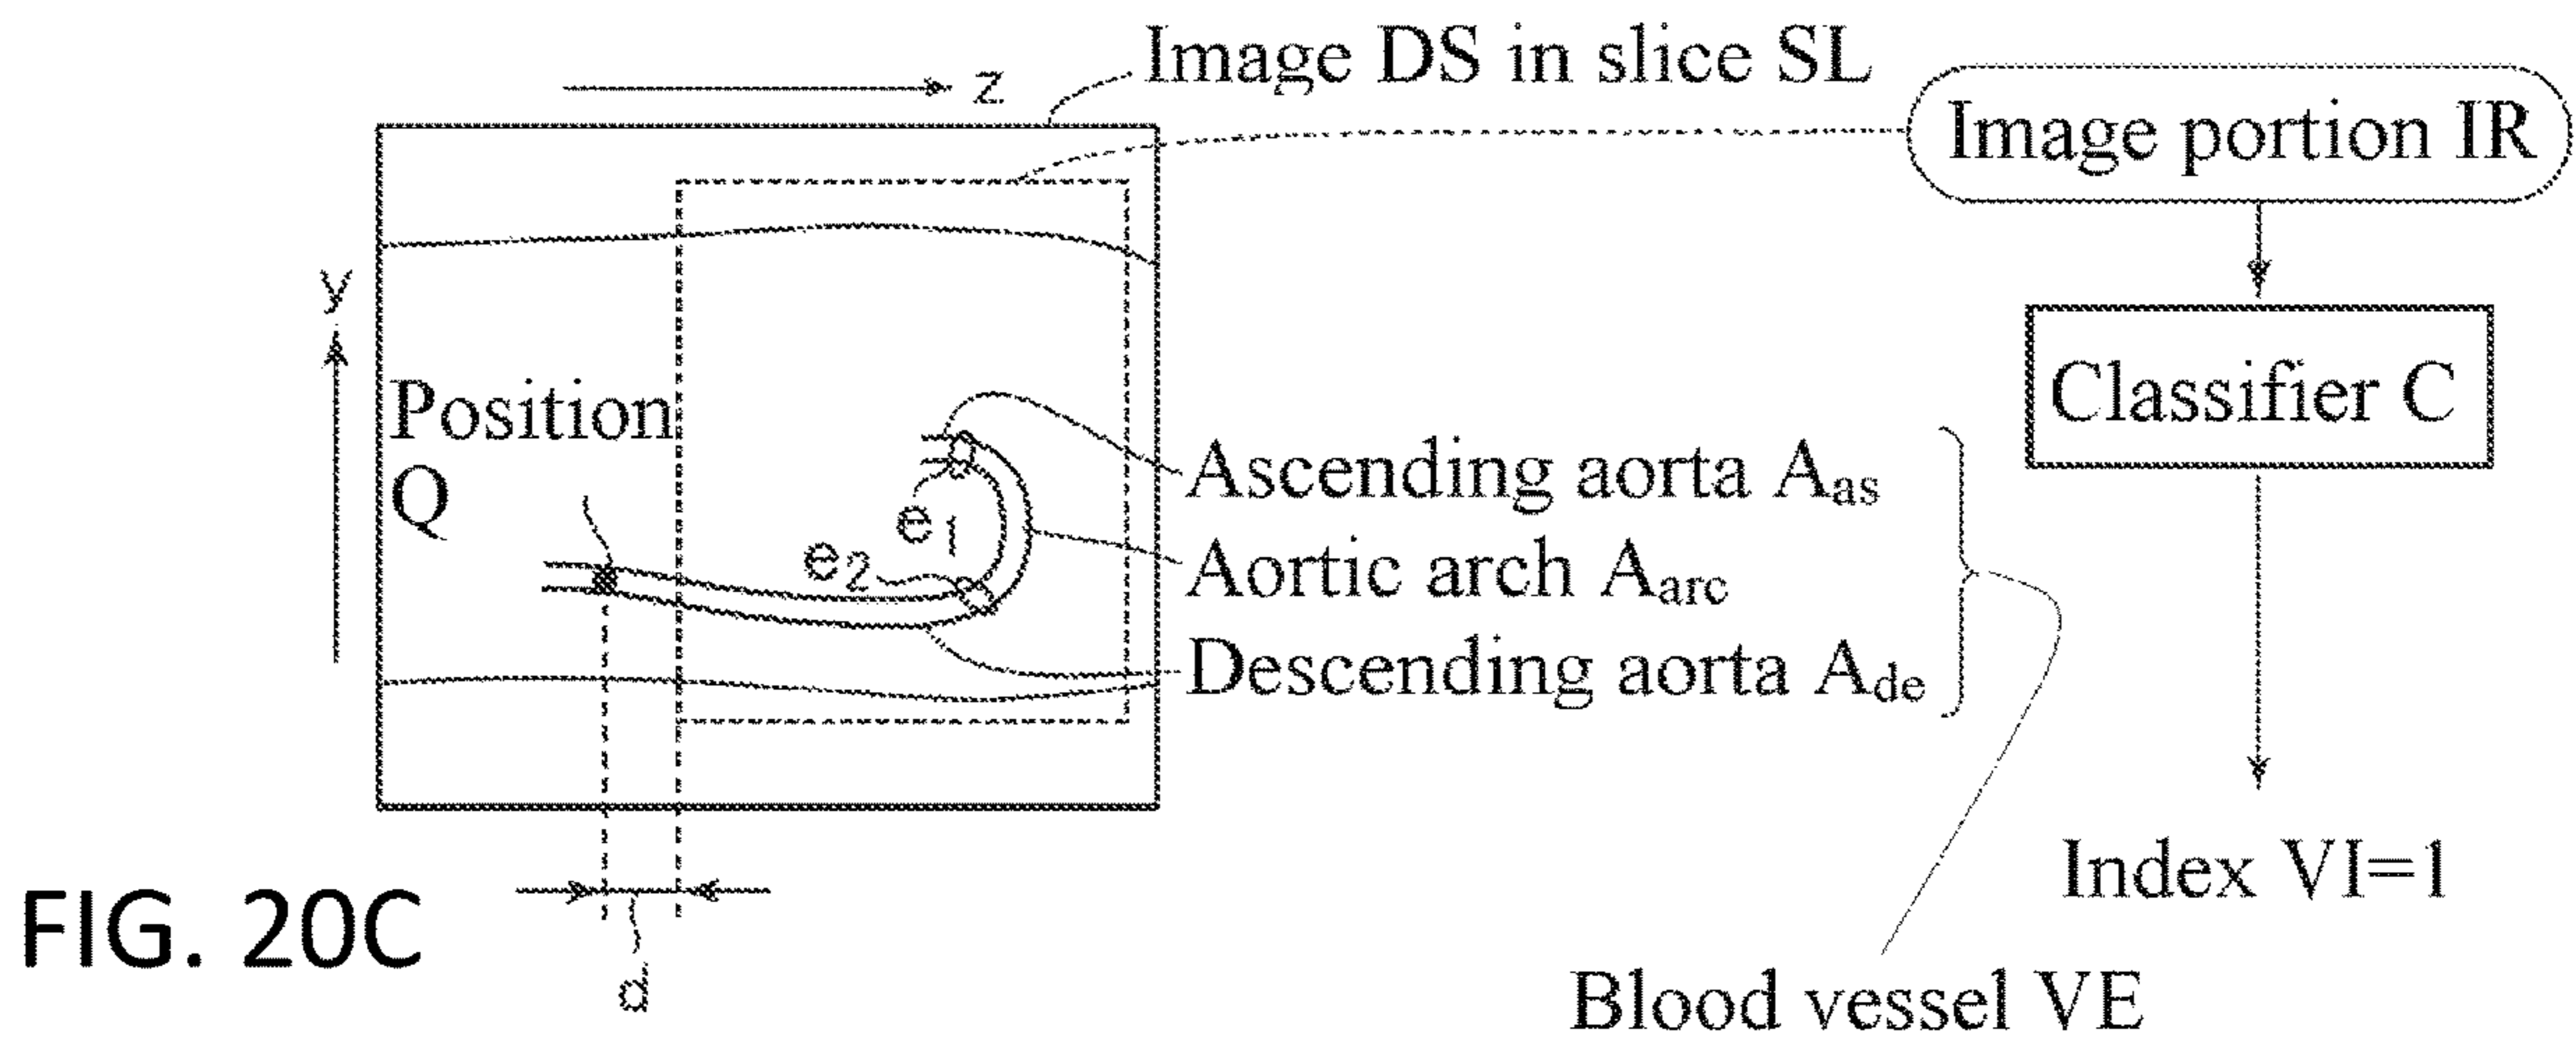 Image DS in slice SL
z
Image portion IR
y
Position
Q
Classifier C
Ascending aorta Aas
e1
Aortic arch Aarc
e2
Descending aorta Ade
Index VI=1
FIG. 20C
d
Blood vessel VE